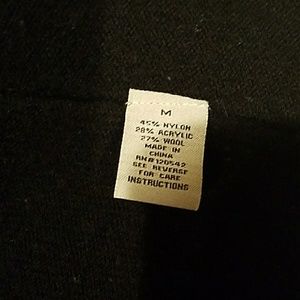 M
45% NYLON
28% ACRYLIC
27% WOOL
MADE IN
CHINA
RN#120542
SEE REVERSE
FOR CARE
INSTRUCTIONS